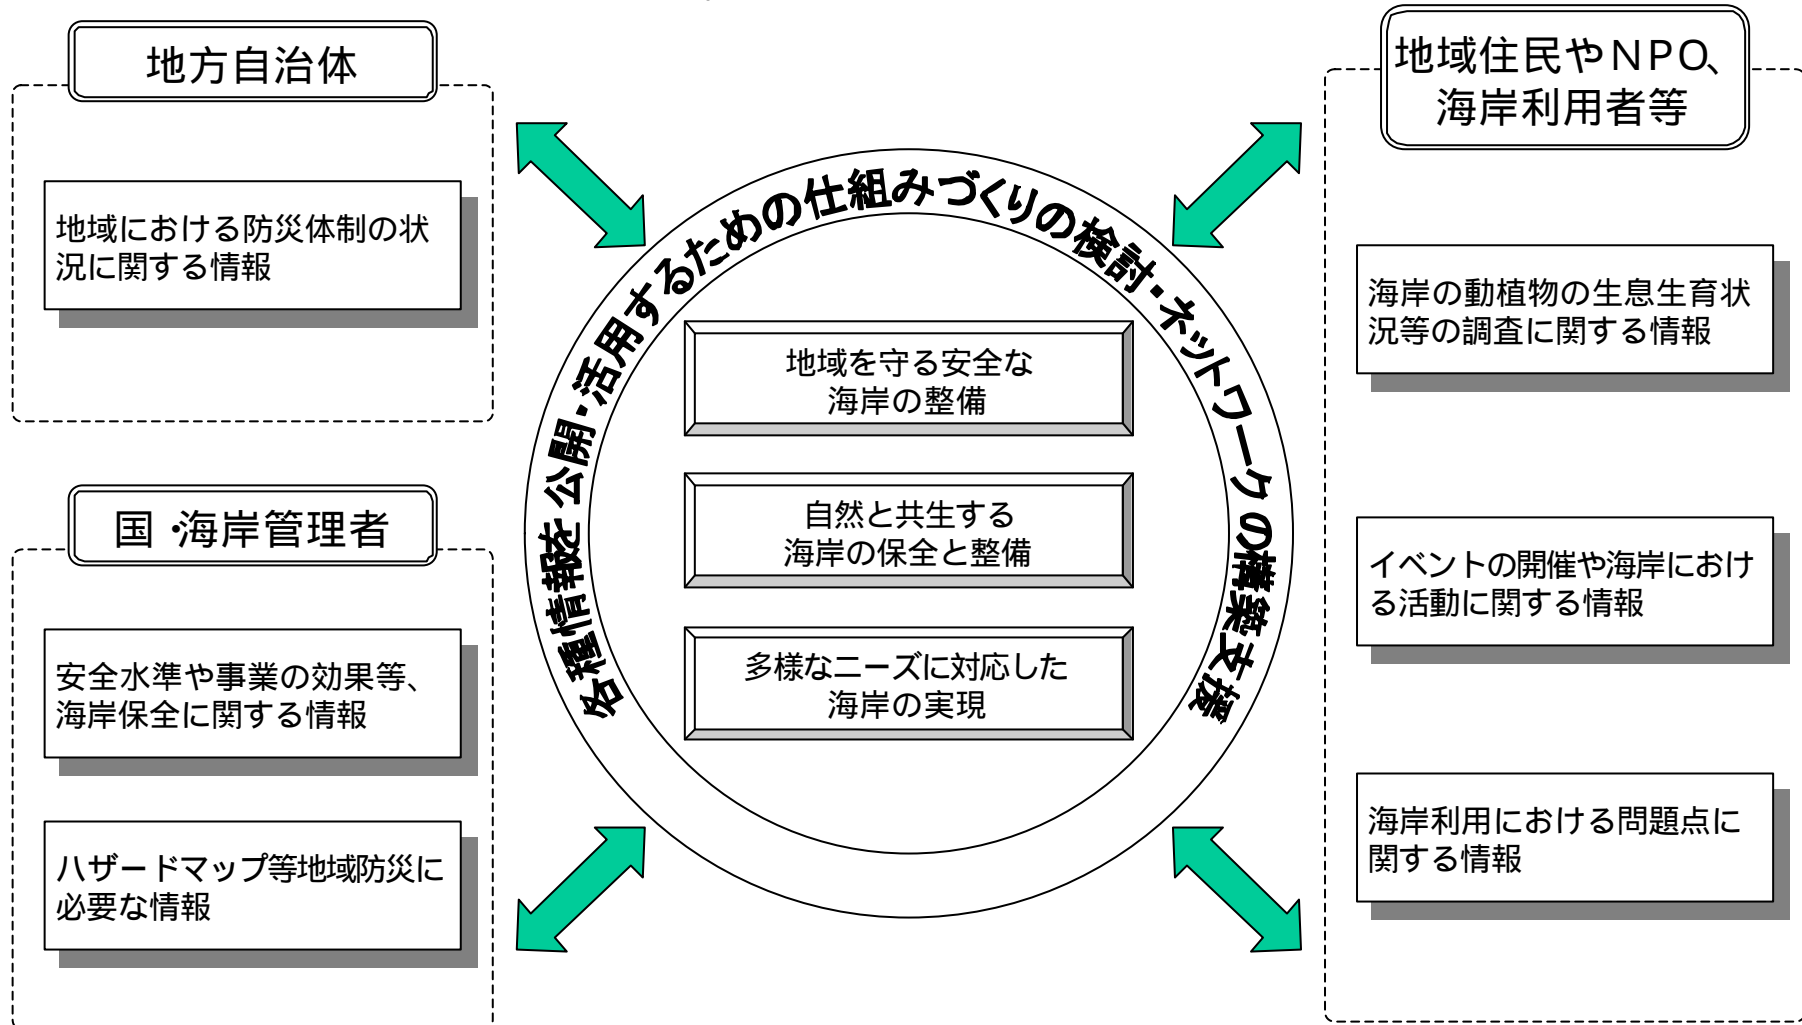 地方自治体
地域における防災体制の状
況に関する情報
国・海岸管理者
安全水準や事業の効果等、
海岸保全に関する情報
ハザードマップ等地域防災に
必要な情報
各種情報を公開・活用するための仕組みづくりの検討・ネットワークの構築支援
地域を守る安全な
海岸の整備
自然と共生する
海岸の保全と整備
多様なニーズに対応した
海岸の実現
地域住民やNPO、
海岸利用者等
海岸の動植物の生息生育状
況等の調査に関する情報
イベントの開催や海岸におけ
る活動に関する情報
海岸利用における問題点に
関する情報